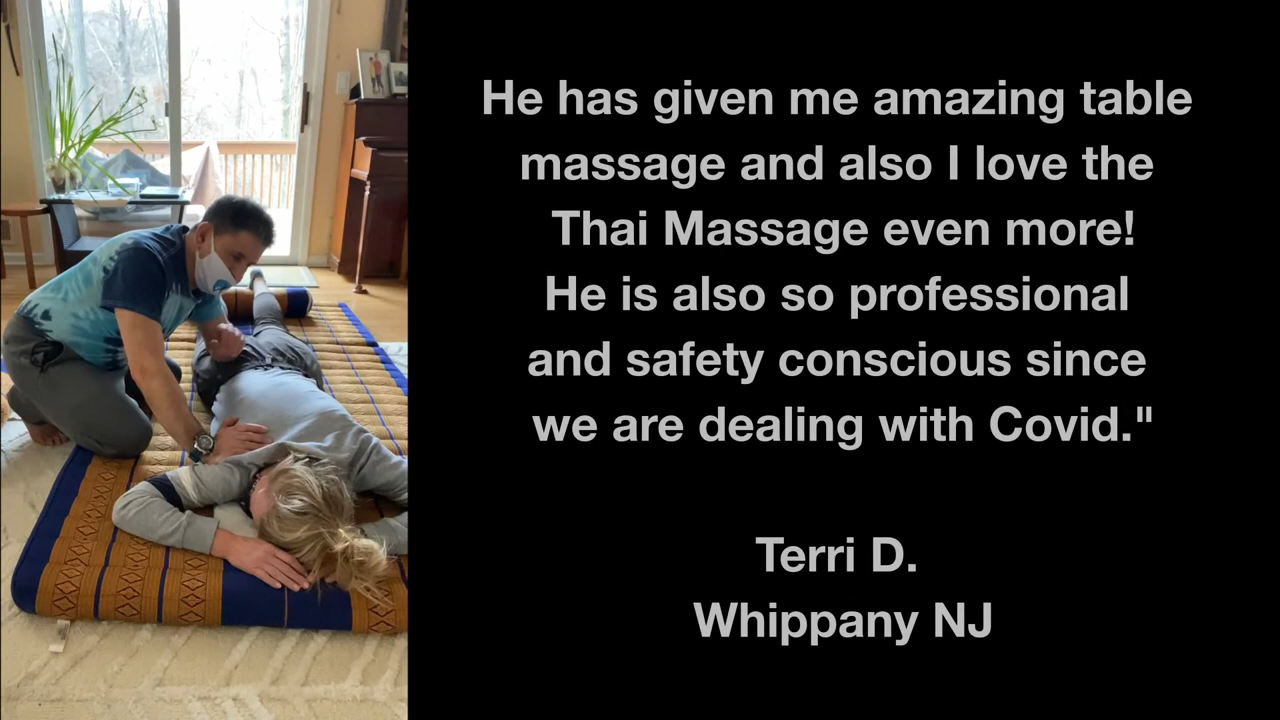 He has given me amazing table
massage and also I love the
Thai Massage even more!
He is also so professional
and safety conscious since
we are dealing with Covid."
Terri D.
Whippany NJ